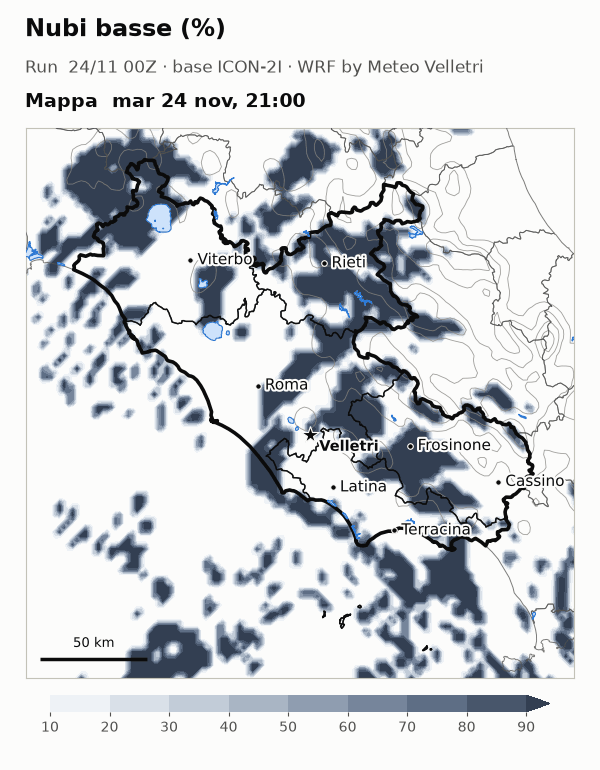 Nubi basse (%)
Run  24/11 00Z · base ICON-2I · WRF by Meteo Velletri
Mappa  mar 24 nov, 21:00
Viterbo
Rieti
Roma
Velletri
Frosinone
Latina
Cassino
Terracina
50 km
10 20 30 40 50 60 70 80 90